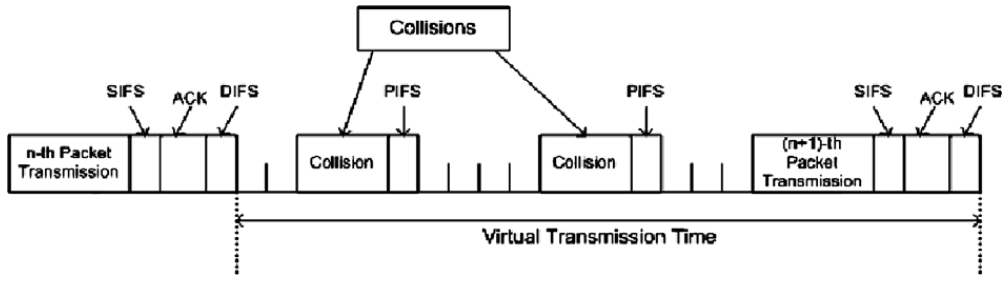 Collisions
SIFS
ACK
DIFS
PIFS
PIFS
SIFS
ACK
DIFS
n-th Packet
Transmission
Collision
Collision
(n+1)-th
Packet
Transmission
Virtual Transmission Time